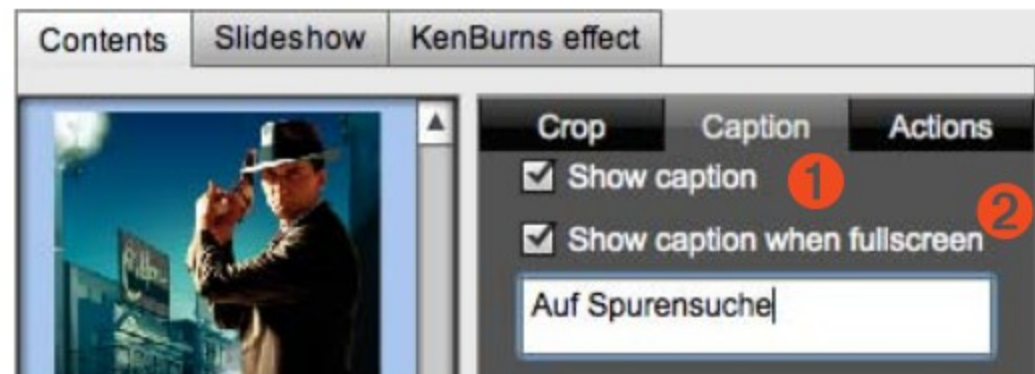 Contents Slideshow KenBurns effect
Crop Caption Actions
Show caption 1
Show caption when fullscreen 2
Auf Spurensuche